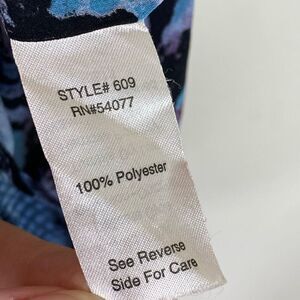 STYLE# 609
RN#54077
100% Polyester
See Reverse
Side For Care